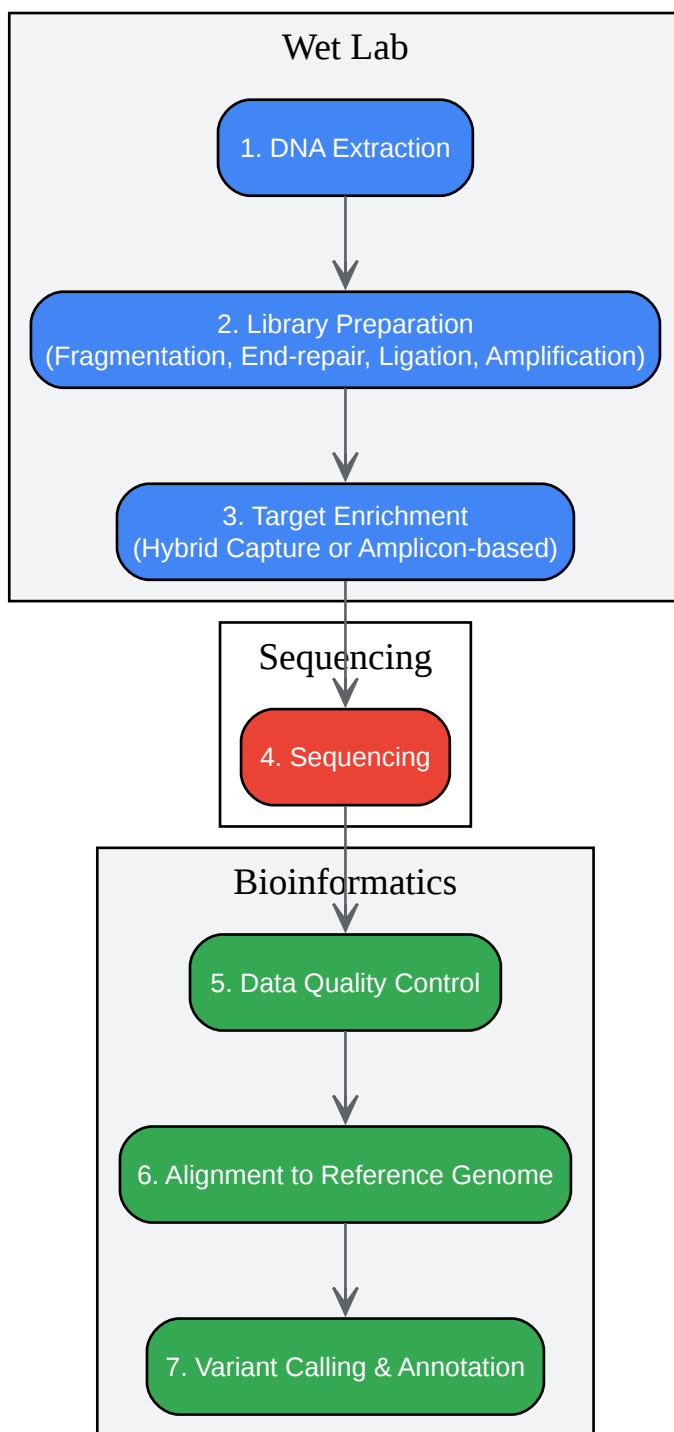 Wet Lab
1. DNA Extraction
2. Library Preparation
(Fragmentation, End-repair, Ligation, Amplification)
3. Target Enrichment
(Hybrid Capture or Amplicon-based)
Sequencing
4. Sequencing
Bioinformatics
5. Data Quality Control
6. Alignment to Reference Genome
7. Variant Calling & Annotation